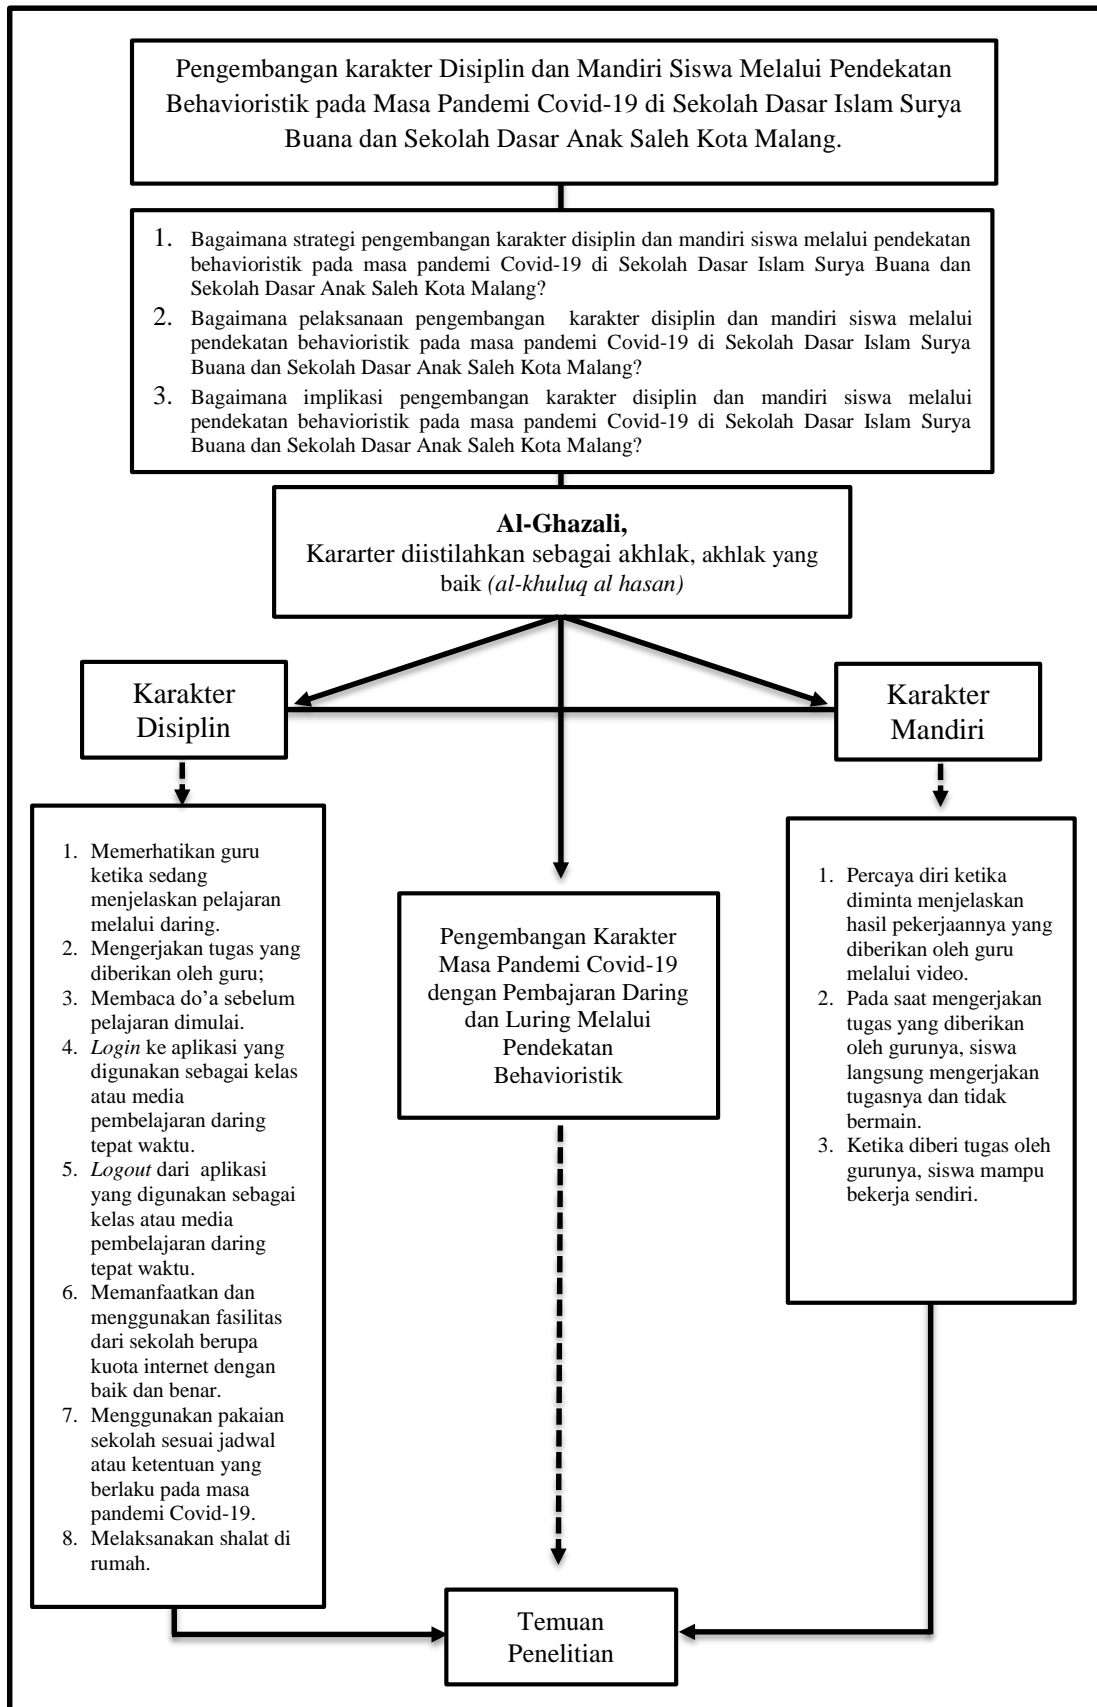 Pengembangan karakter Disiplin dan Mandiri Siswa Melalui Pendekatan
Behavioristik pada Masa Pandemi Covid-19 di Sekolah Dasar Islam Surya
Buana dan Sekolah Dasar Anak Saleh Kota Malang.
1. Bagaimana strategi pengembangan karakter disiplin dan mandiri siswa melalui pendekatan
behavioristik pada masa pandemi Covid-19 di Sekolah Dasar Islam Surya Buana dan
Sekolah Dasar Anak Saleh Kota Malang?
2. Bagaimana pelaksanaan pengembangan karakter disiplin dan mandiri siswa melalui
pendekatan behavioristik pada masa pandemi Covid-19 di Sekolah Dasar Islam Surya
Buana dan Sekolah Dasar Anak Saleh Kota Malang?
3. Bagaimana implikasi pengembangan karakter disiplin dan mandiri siswa melalui
pendekatan behavioristik pada masa pandemi Covid-19 di Sekolah Dasar Islam Surya
Buana dan Sekolah Dasar Anak Saleh Kota Malang?
Al-Ghazali,
Kararter diistilahkan sebagai akhlak, akhlak yang
baik (al-khuluq al hasan)
Karakter
Disiplin
Karakter
Mandiri
1. Memerhatikan guru
ketika sedang
menjelaskan pelajaran
melalui daring.
2. Mengerjakan tugas yang
diberikan oleh guru;
3. Membaca do’a sebelum
pelajaran dimulai.
4. Login ke aplikasi yang
digunakan sebagai kelas
atau media
pembelajaran daring
tepat waktu.
5. Logout dari aplikasi
yang digunakan sebagai
kelas atau media
pembelajaran daring
tepat waktu.
6. Memanfaatkan dan
menggunakan fasilitas
dari sekolah berupa
kuota internet dengan
baik dan benar.
7. Menggunakan pakaian
sekolah sesuai jadwal
atau ketentuan yang
berlaku pada masa
pandemi Covid-19.
8. Melaksanakan shalat di
rumah.
Pengembangan Karakter
Masa Pandemi Covid-19
dengan Pembajaran Daring
dan Luring Melalui
Pendekatan
Behavioristik
1. Percaya diri ketika
diminta menjelaskan
hasil pekerjaannya yang
diberikan oleh guru
melalui video.
2. Pada saat mengerjakan
tugas yang diberikan
oleh gurunya, siswa
langsung mengerjakan
tugasnya dan tidak
bermain.
3. Ketika diberi tugas oleh
gurunya, siswa mampu
bekerja sendiri.
Temuan
Penelitian